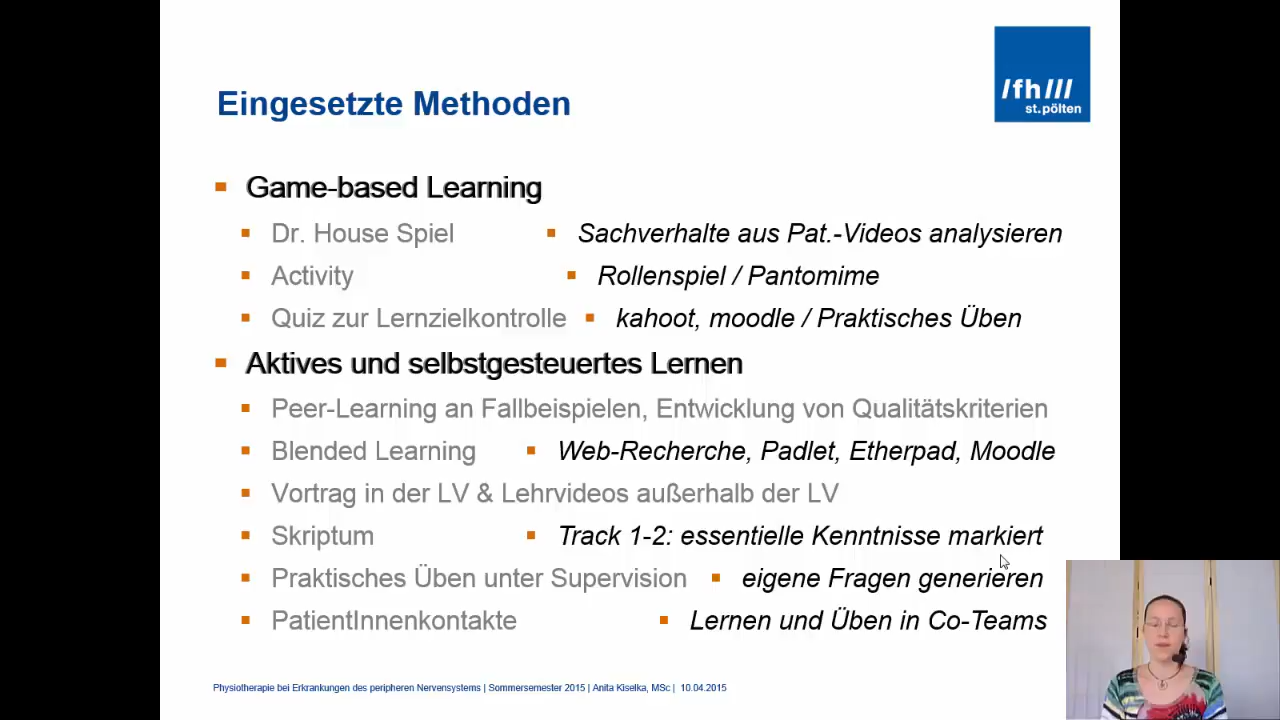 /fh///
st.pölten
Eingesetzte Methoden
Game-based Learning
Dr. House Spiel Sachverhalte aus Pat.-Videos analysieren
Activity Rollenspiel / Pantomime
Quiz zur Lernzielkontrolle kahoot, moodle / Praktisches Üben
Aktives und selbstgesteuertes Lernen
Peer-Learning an Fallbeispielen, Entwicklung von Qualitätskriterien
Blended Learning Web-Recherche, Padlet, Etherpad, Moodle
Vortrag in der LV & Lehrvideos außerhalb der LV
Skriptum Track 1-2: essentielle Kenntnisse markiert
Praktisches Üben unter Supervision eigene Fragen generieren
PatientInnenkontakte Lernen und Üben in Co-Teams
Physiotherapie bei Erkrankungen des peripheren Nervensystems | Sommersemester 2015 | Anita Kiselka, MSc | 10.04.2015